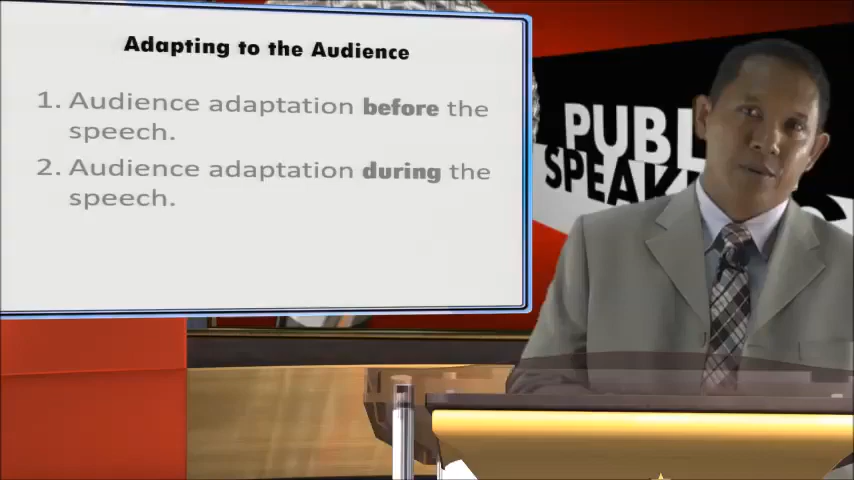 Adapting to the Audience
1. Audience adaptation before the
speech.
2. Audience adaptation during the
speech.
PUBL
SPEAK